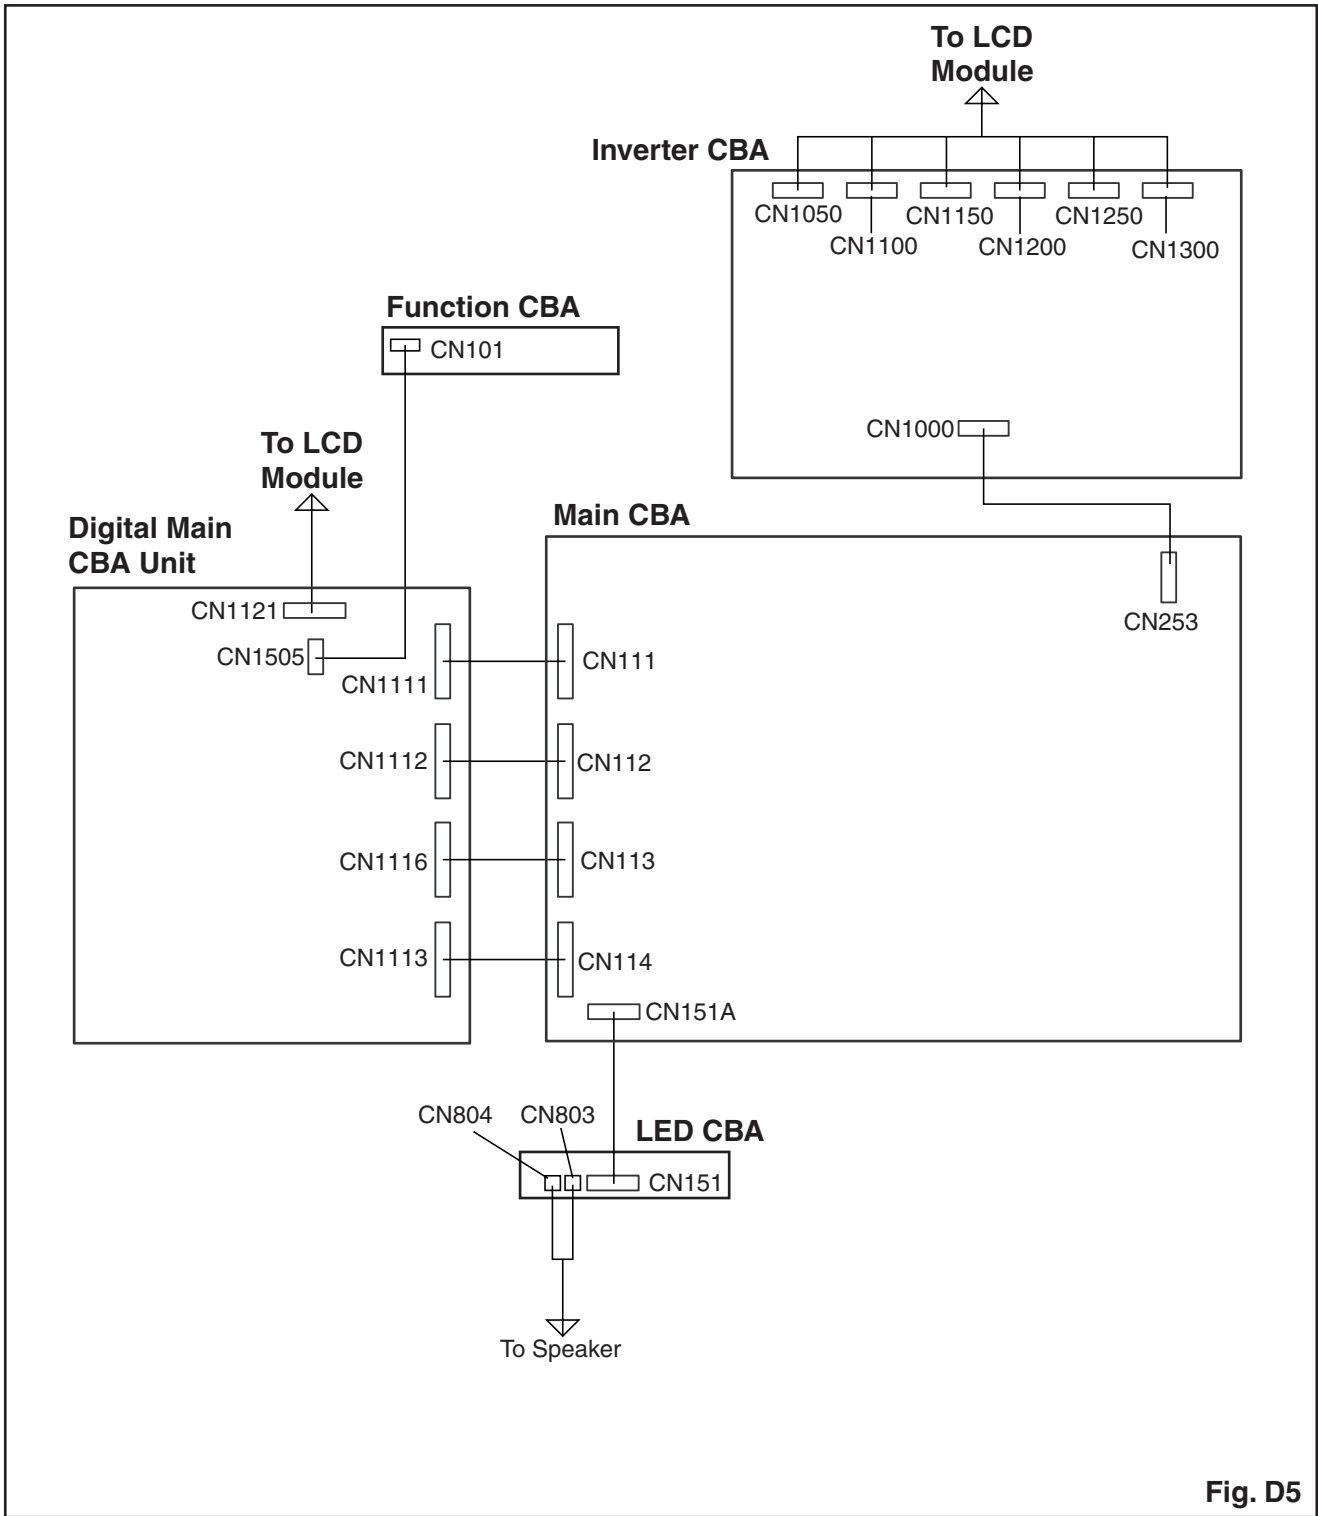 To LCD
Module
Inverter CBA
CN1050
CN1150
CN1250
CN1100
CN1200
CN1300
Function CBA
CN101
CN1000
To LCD
Module
Digital Main
CBA Unit
Main CBA
CN1121
CN253
CN1505
CN1111
CN111
CN1112
CN112
CN1116
CN113
CN1113
CN114
CN151A
CN804
CN803
LED CBA
CN151
To Speaker
Fig. D5